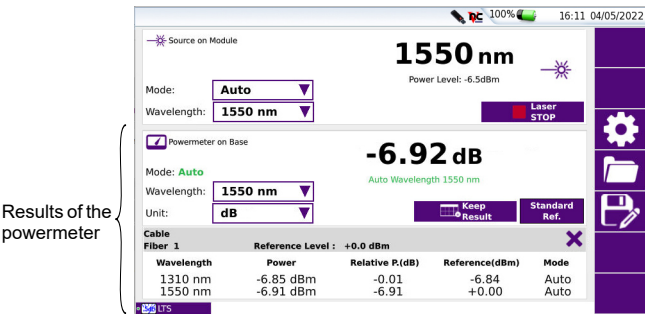 100% 16:11 04/05/2022
Source on Module
1550 nm
Power Level: -6.5dBm
Mode: Auto
Wavelength: 1550 nm
Laser
STOP
Powermeter on Base
-6.92 dB
Mode: Auto
Auto Wavelength 1550 nm
Wavelength: 1550 nm
Unit: dB
Keep
Result
Standard
Ref.
Results of the
powermeter
Cable
Fiber 1 Reference Level : +0.0 dBm
Wavelength Power Relative P.(dB) Reference(dBm) Mode
1310 nm -6.85 dBm -0.01 -6.84 Auto
1550 nm -6.91 dBm -6.91 +0.00 Auto
LTS